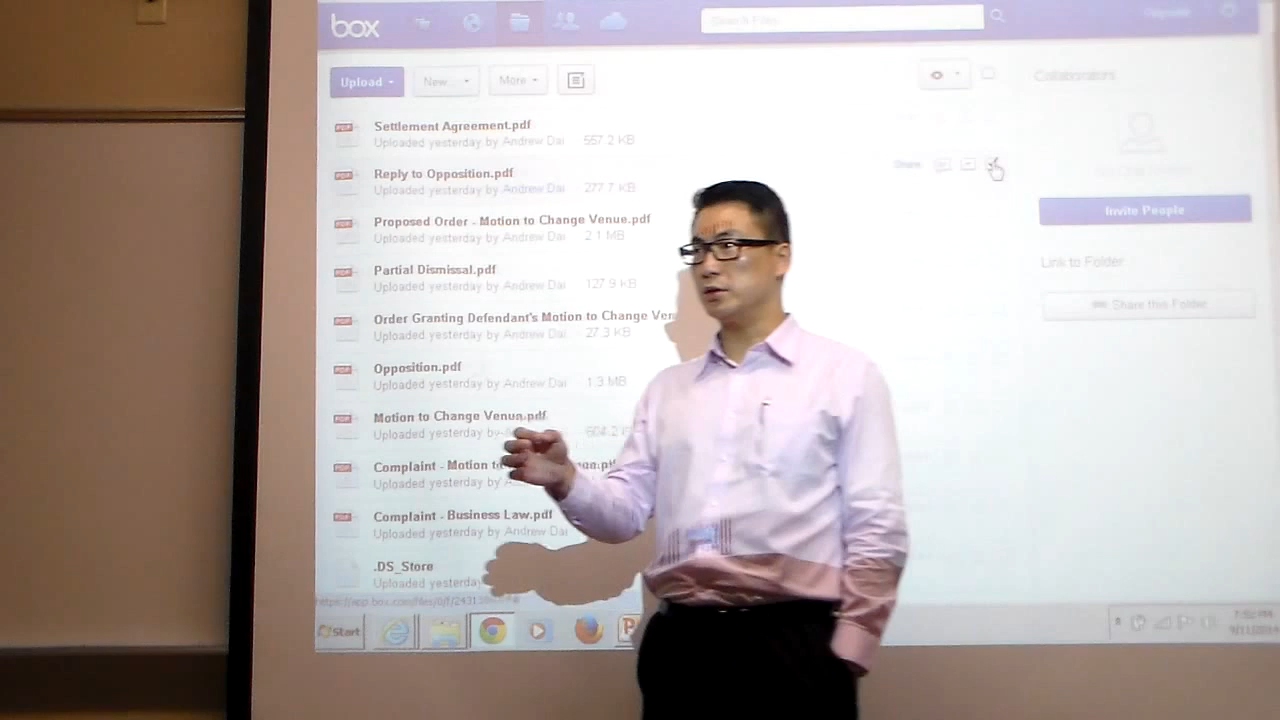 box
Search Files
Upload
New...
More
Collaborators
Settlement Agreement.pdf
Uploaded yesterday by Andrew Dai 557.2 KB
Share
Reply to Opposition.pdf
Uploaded yesterday by Andrew Dai 277.7 KB
Invite People
Proposed Order - Motion to Change Venue.pdf
Uploaded yesterday by Andrew Dai 2.1 MB
Link to Folder
Partial Dismissal.pdf
Uploaded yesterday by Andrew Dai 127.9 KB
Share this Folder
Order Granting Defendant's Motion to Change Ven
Uploaded yesterday by Andrew Dai 27.3 KB
Opposition.pdf
Uploaded yesterday by Andrew Dai 1.3 MB
Motion to Change Venue.pdf
Uploaded yesterday by 604.2
Complaint - Motion to
Uploaded yesterday by
Complaint - Business Law.pdf
Uploaded yesterday by Andrew Dai
.DS_Store
Uploaded yesterday
Start